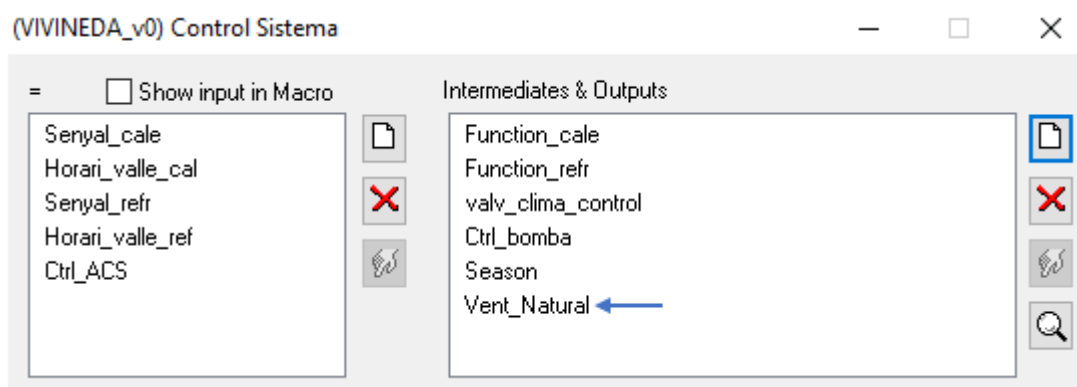 (VIVINEDA_v0) Control Sistema
= Show input in Macro
Senyal_cale
Horari_valle_cal
Senyal_refr
Horari_valle_ref
Ctrl_ACS
Intermediates & Outputs
Function_cale
Function_refr
valv_clima_control
Ctrl_bomba
Season
Vent_Natural